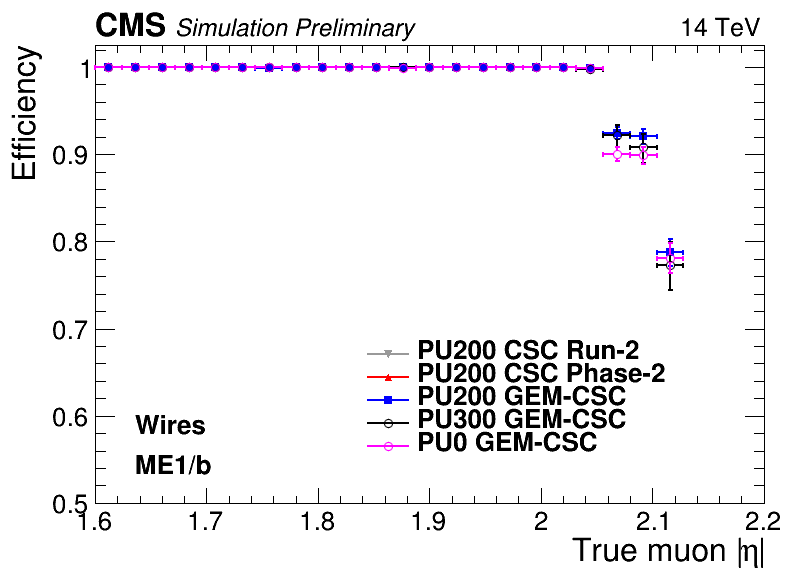 CMS Simulation Preliminary 14 TeV
Efficiency
1
0.9
0.8
0.7
0.6
0.5
PU200 CSC Run-2
PU200 CSC Phase-2
PU200 GEM-CSC
PU300 GEM-CSC
PU0 GEM-CSC
Wires
ME1/b
1.6 1.7 1.8 1.9 2 2.1 2.2
True muon |η|